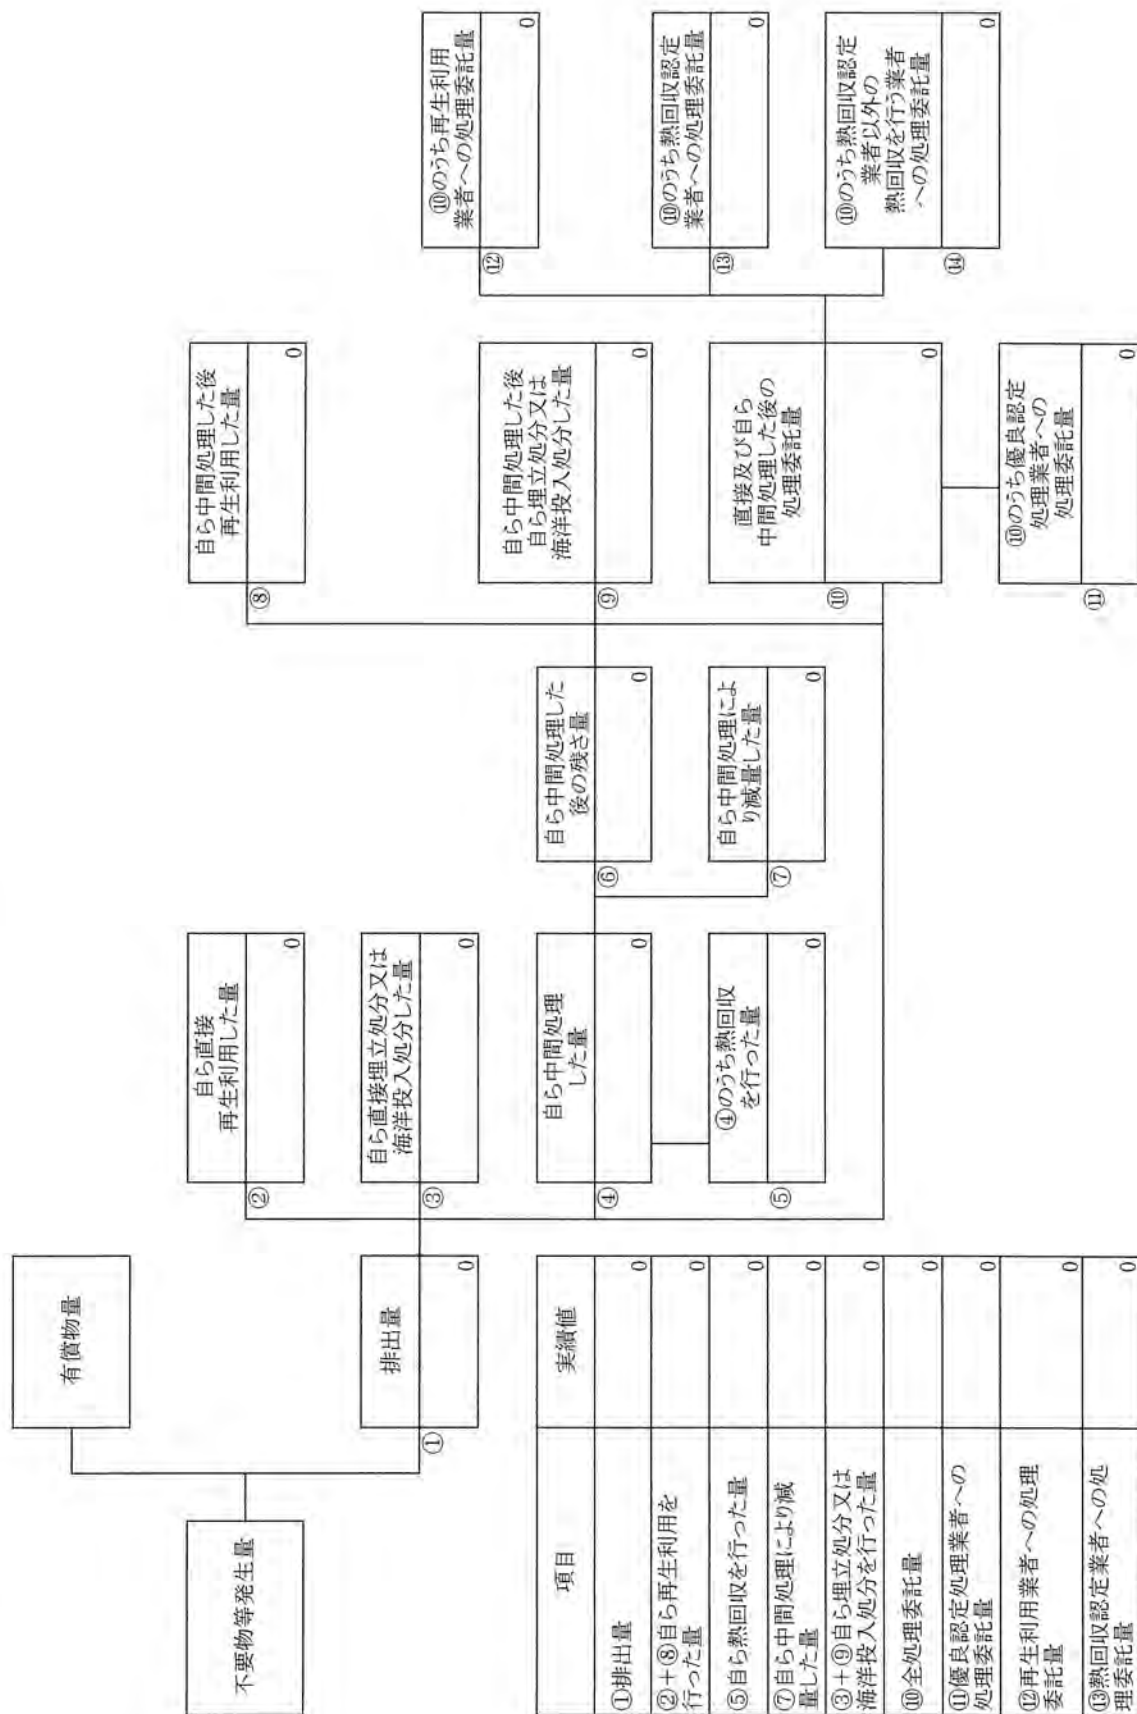 不要物等発生量
有償物量
①
排出量
0
②
自ら直接
再生利用した量
0
③
自ら直接埋立処分又は
海洋投入処分した量
0
④
自ら中間処理
した量
0
⑤
④のうち熱回収
を行った量
0
⑥
自ら中間処理した
後の残さ量
0
⑦
自ら中間処理によ
り減量した量
0
⑧
自ら中間処理した後
再生利用した量
0
⑨
自ら中間処理した後
自ら埋立処分又は
海洋投入処分した量
0
⑩
直接及び自ら
中間処理した後の
処理委託量
0
⑪
⑩のうち優良認定
処理業者への
処理委託量
0
⑫
⑩のうち再生利用
業者への処理委託量
0
⑬
⑩のうち熱回収認定
業者への処理委託量
0
⑭
⑩のうち熱回収認定
業者以外の
熱回収を行う業者
への処理委託量
0
項目
実績値
①排出量
0
②+⑧自ら再生利用を
行った量
0
⑤自ら熱回収を行った量
0
⑦自ら中間処理により減
量した量
0
③+⑨自ら埋立処分又は
海洋投入処分を行った量
0
⑩全処理委託量
0
⑪優良認定処理業者への
処理委託量
0
⑫再生利用業者への処理
委託量
0
⑬熱回収認定業者への処
理委託量
0